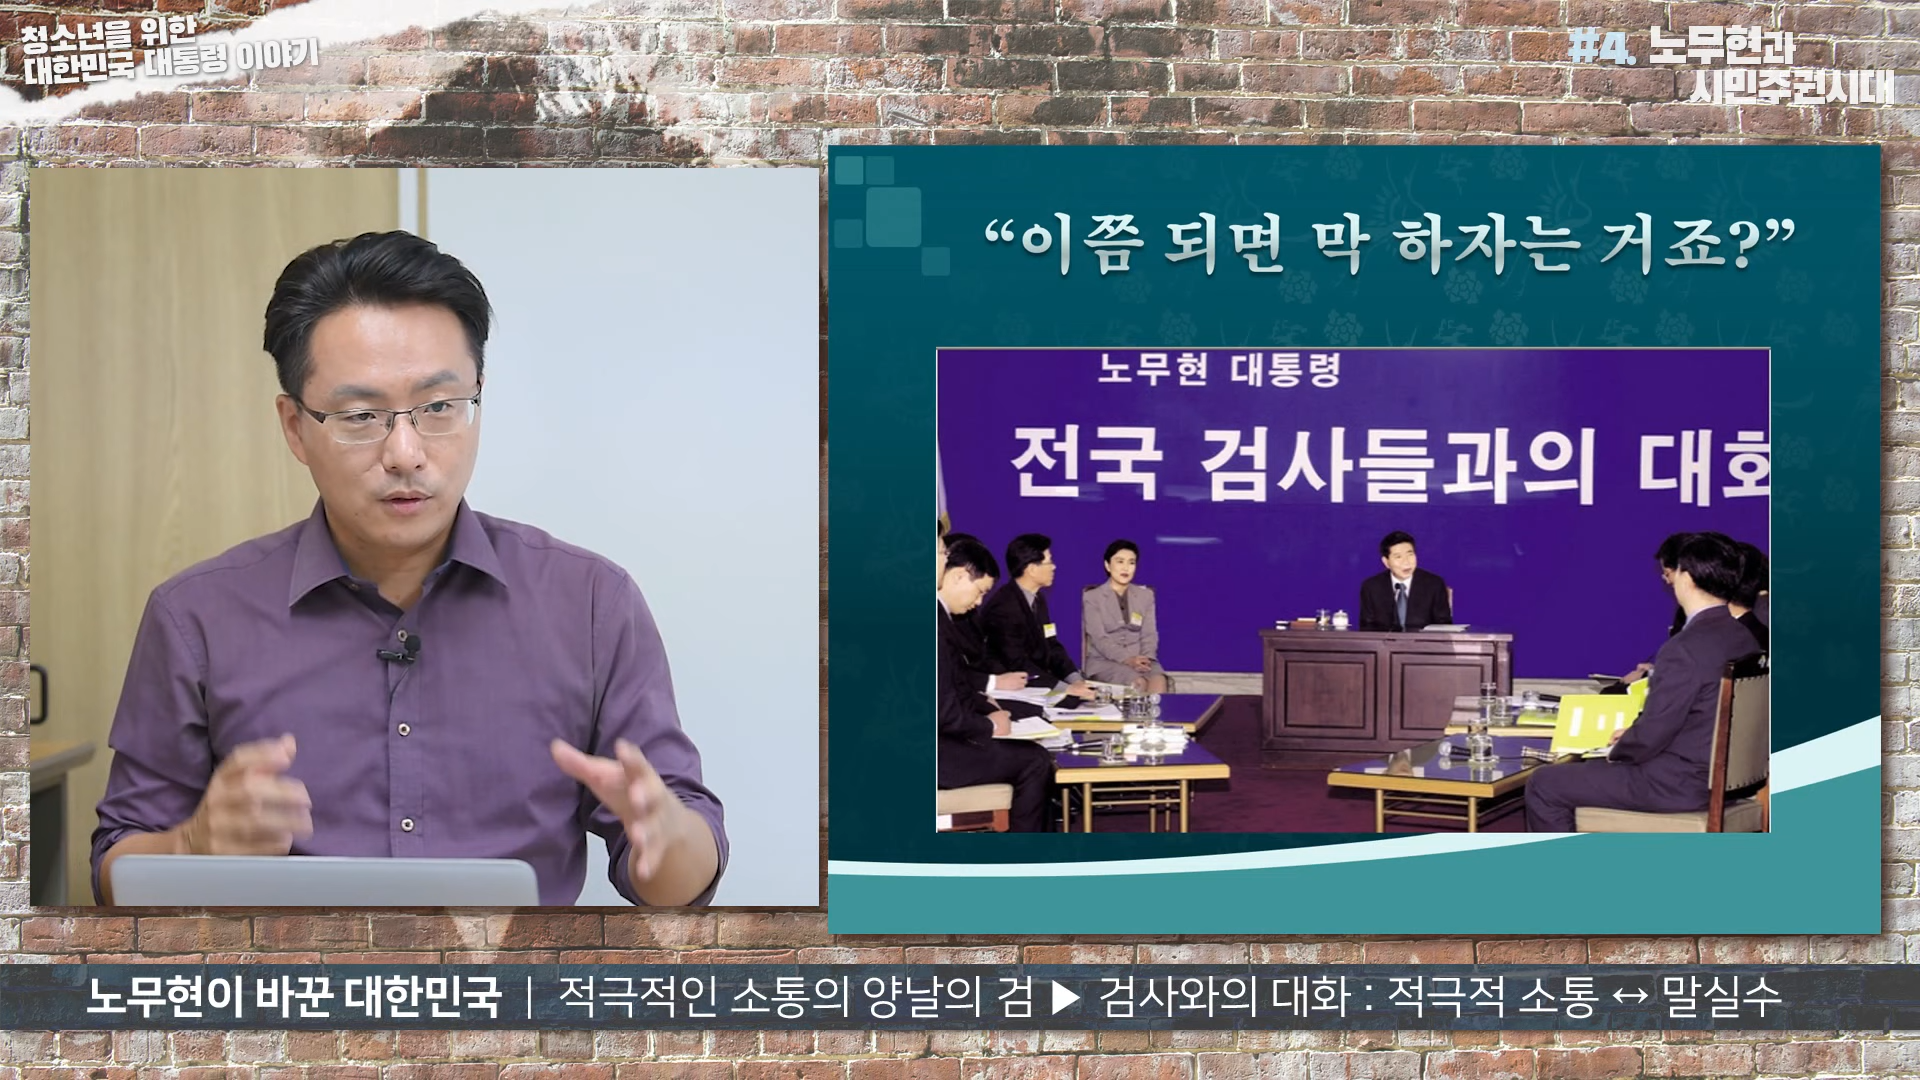 청소년을 위한
대한민국 대통령 이야기
#4. 노무현과
시민주권시대
“이쯤 되면 막 하자는 거죠?”
노무현 대통령
전국 검사들과의 대화
노무현이 바꾼 대한민국 | 적극적인 소통의 양날의 검 ▶ 검사와의 대화 : 적극적 소통 ↔ 말실수